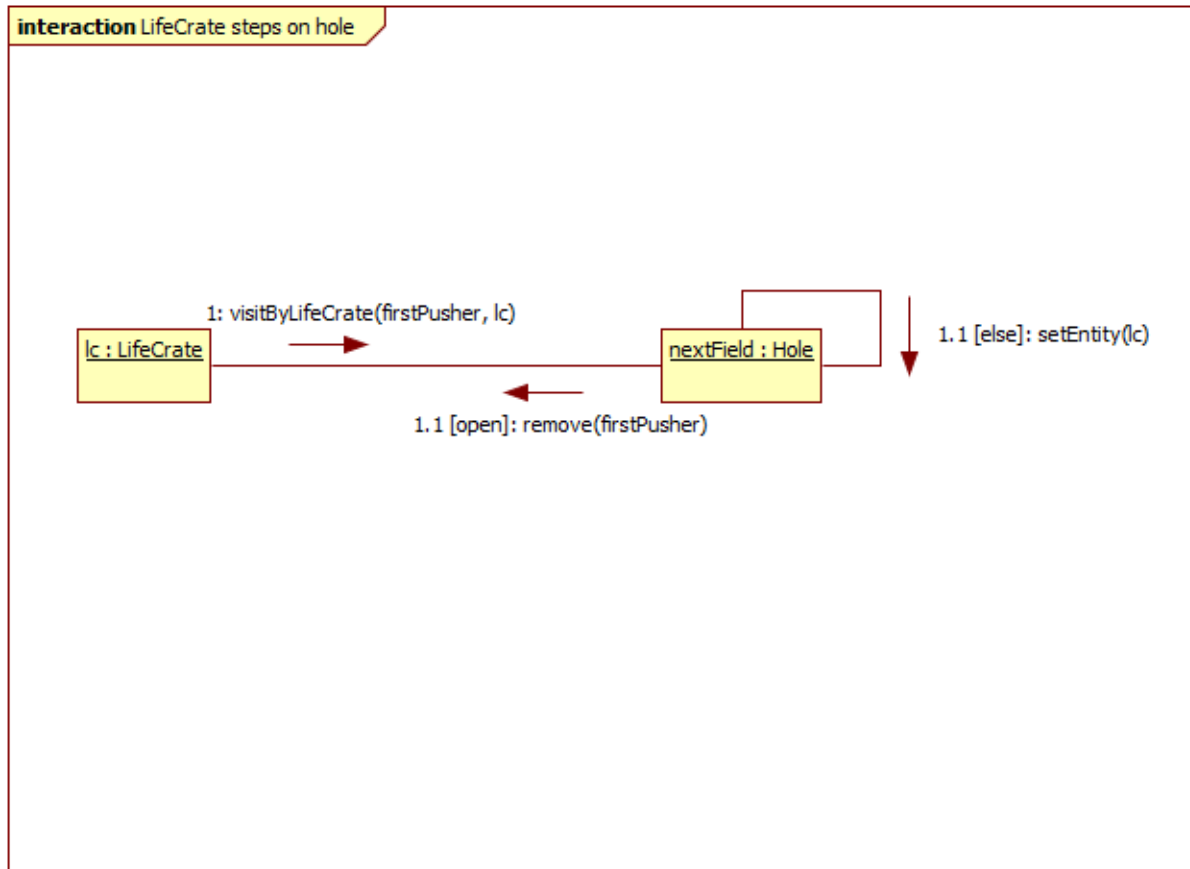 interaction LifeCrate steps on hole
1: visitByLifeCrate(firstPusher, lc)
lc : LifeCrate
nextField : Hole
1.1 [else]: setEntity(lc)
1.1 [open]: remove(firstPusher)